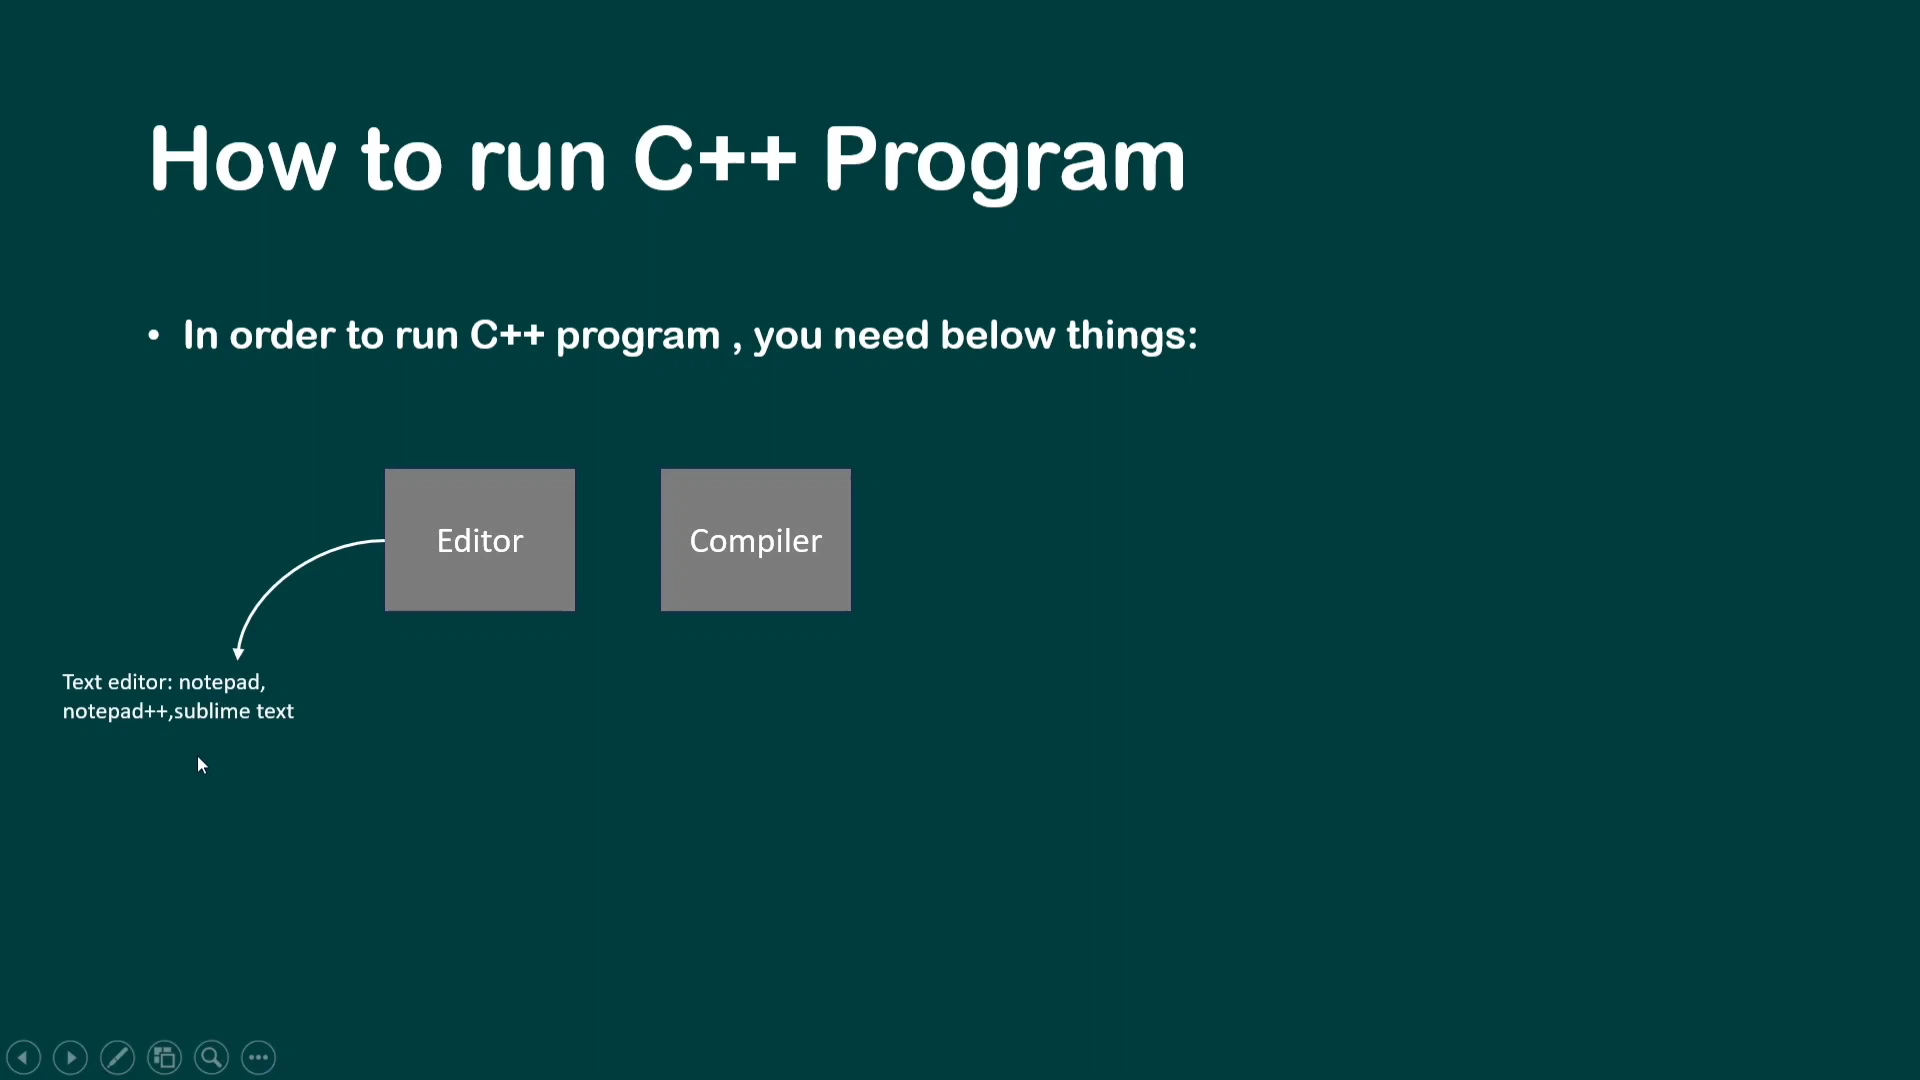 How to run C++ Program
• In order to run C++ program , you need below things:
Editor
Compiler
Text editor: notepad,
notepad++,sublime text